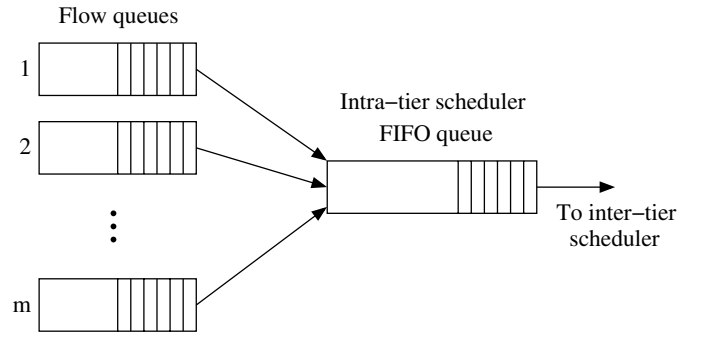 Flow queues
1
2
m
Intra−tier scheduler
FIFO queue
To inter−tier
scheduler